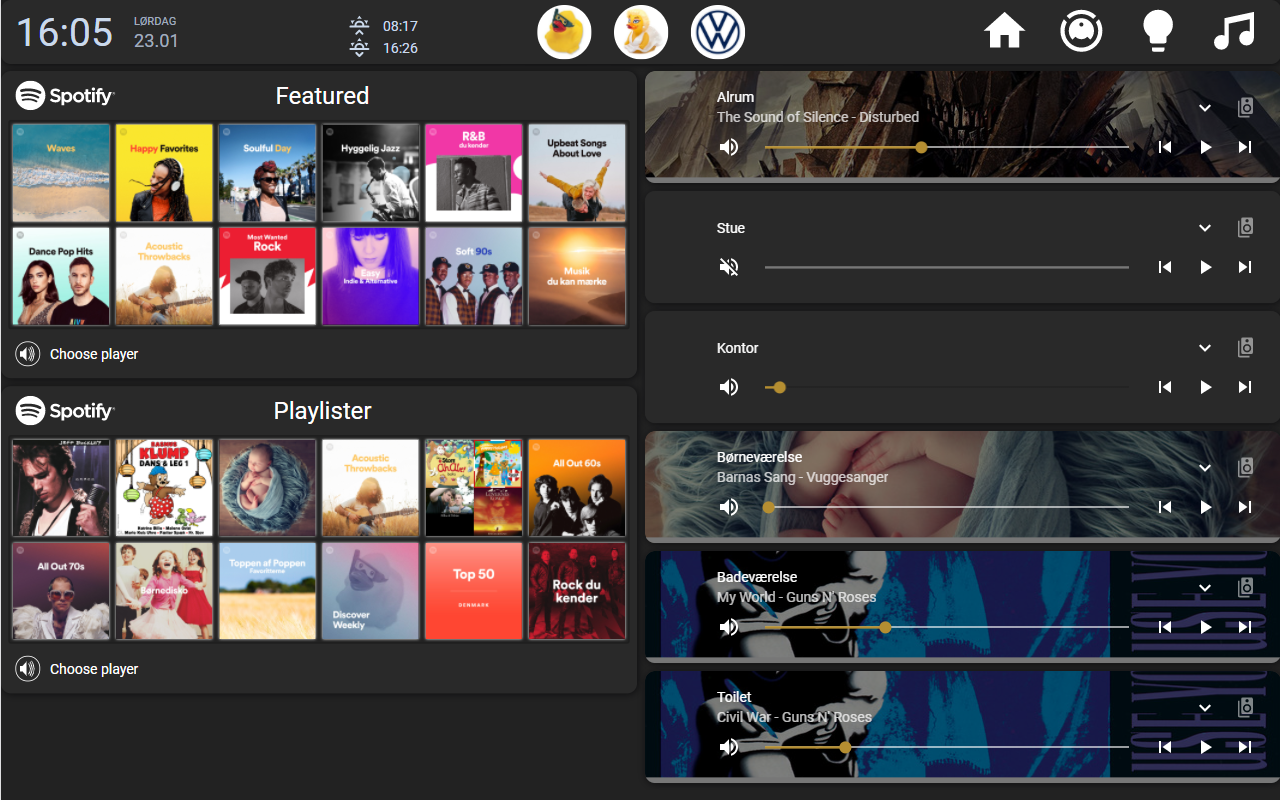 16:05
LØRDAG
23.01
08:17
16:26
Spotify
Featured
Waves
Happy Favorites
Soulful Day
Hyggelig Jazz
R&B
du kender
Upbeat Songs
About Love
Dance Pop Hits
Acoustic
Throwbacks
Most Wanted
Rock
Easy
Indie & Alternative
Soft 90s
Musik
du kan mærke
Choose player
Spotify
Playlister
JEFF BUCKLEY
GRACE
RASMUS
KLUMP
DANS & LEG 1
Acoustic
Throwbacks
All Out 60s
All Out 70s
Børnedisko
Toppen af Poppen
Favoritterne
Discover
Weekly
Top 50
DENMARK
Rock du
kender
Choose player
Alrum
The Sound of Silence - Disturbed
Stue
Kontor
Børneværelse
Barnas Sang - Vuggesanger
Badeværelse
My World - Guns N' Roses
Toilet
Civil War - Guns N' Roses